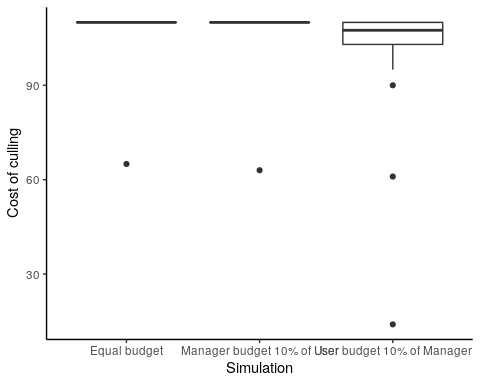 Cost of culling
90
60
30
Equal budget
Manager budget 10% of User
User budget 10% of Manager
Simulation